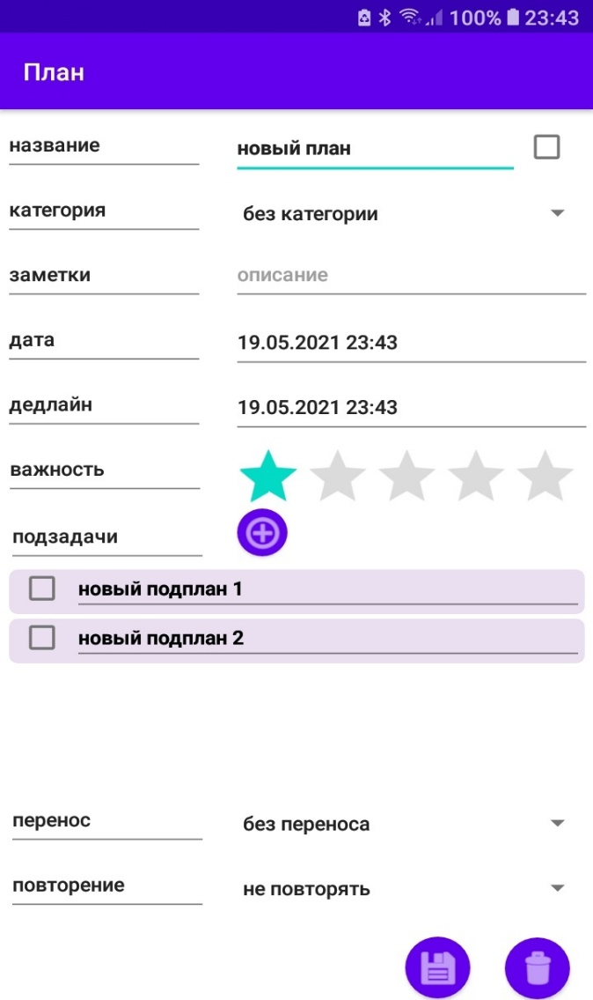 100% 23:43
План
название новый план
категория без категории
заметки описание
дата 19.05.2021 23:43
дедлайн 19.05.2021 23:43
важность
подзадачи
новый подплан 1
новый подплан 2
перенос без переноса
повторение не повторять